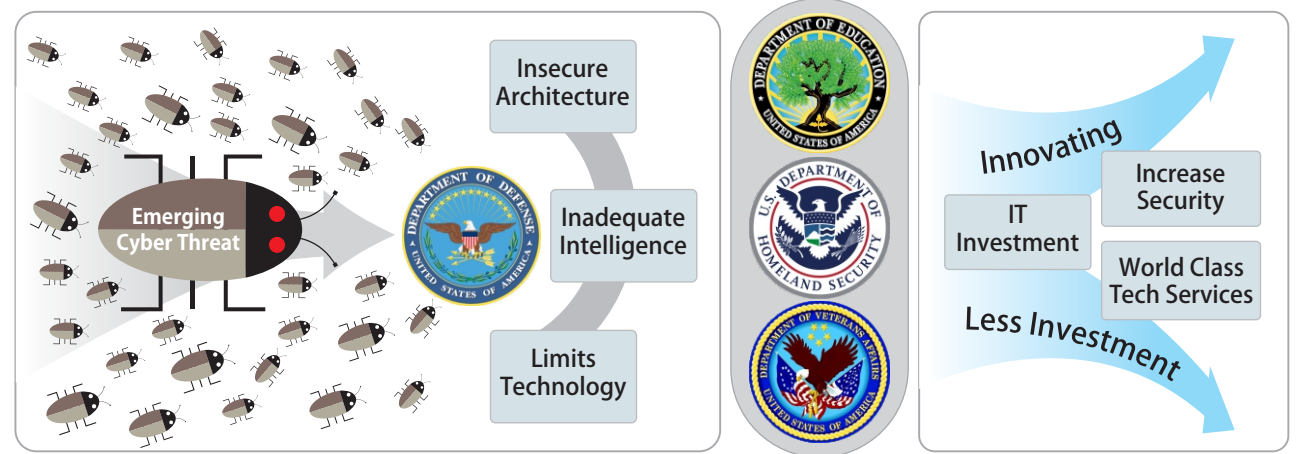 Emerging
Cyber Threat
DEPARTMENT OF DEFENSE
UNITED STATES OF AMERICA
Insecure
Architecture
Inadequate
Intelligence
Limits
Technology
DEPARTMENT OF EDUCATION
UNITED STATES OF AMERICA
U.S. DEPARTMENT OF
HOMELAND SECURITY
DEPARTMENT OF VETERANS AFFAIRS
UNITED STATES OF AMERICA
Innovating
IT
Investment
Increase
Security
World Class
Tech Services
Less Investment